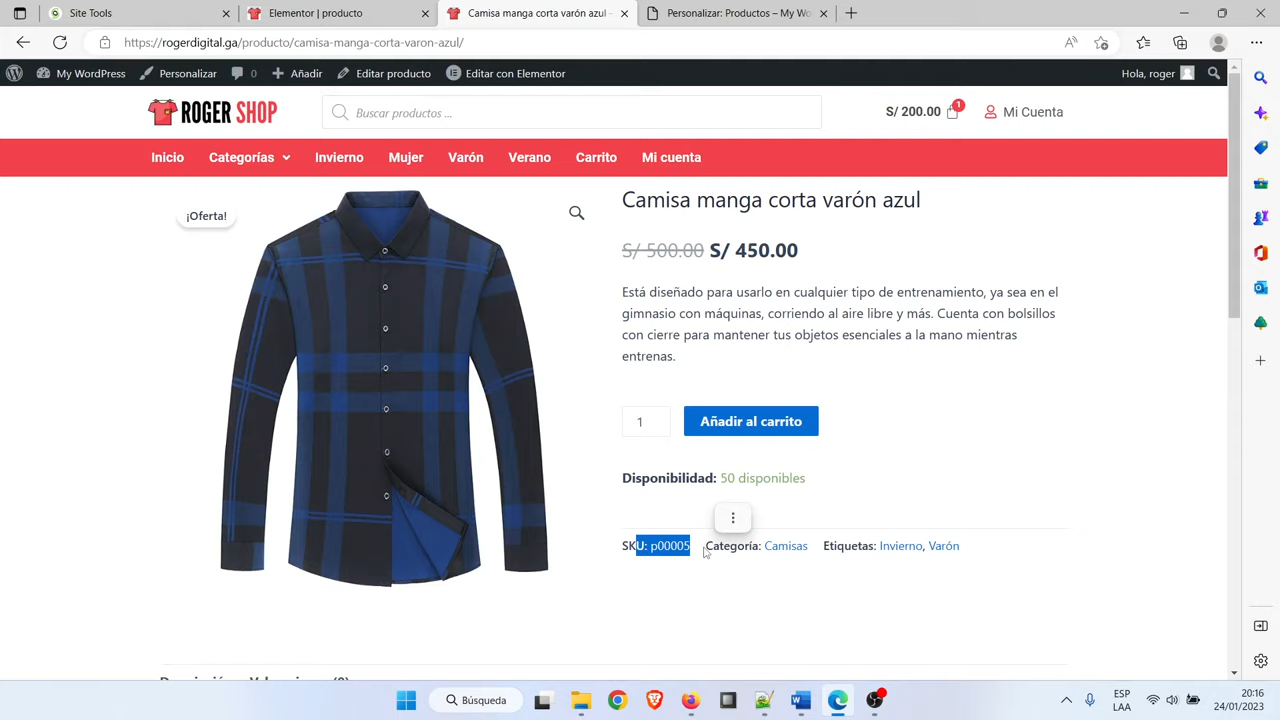 Site Tools
Elementor | producto
Camisa manga corta varón azul -
Personalizar: Productos – My Wo
https://rogerdigital.ga/producto/camisa-manga-corta-varon-azul/
My WordPress
Personalizar
0
Añadir
Editar producto
Editar con Elementor
Hola, roger
ROGER SHOP
Buscar productos ...
S/ 200.00
1
Mi Cuenta
Inicio
Categorías
Invierno
Mujer
Varón
Verano
Carrito
Mi cuenta
¡Oferta!
Camisa manga corta varón azul
S/ 500.00 S/ 450.00
Está diseñado para usarlo en cualquier tipo de entrenamiento, ya sea en el
gimnasio con máquinas, corriendo al aire libre y más. Cuenta con bolsillos
con cierre para mantener tus objetos esenciales a la mano mientras
entrenas.
1
Añadir al carrito
Disponibilidad: 50 disponibles
SKU: p00005 Categoría: Camisas Etiquetas: Invierno, Varón
Búsqueda
ESP
LAA
20:16
24/01/2023